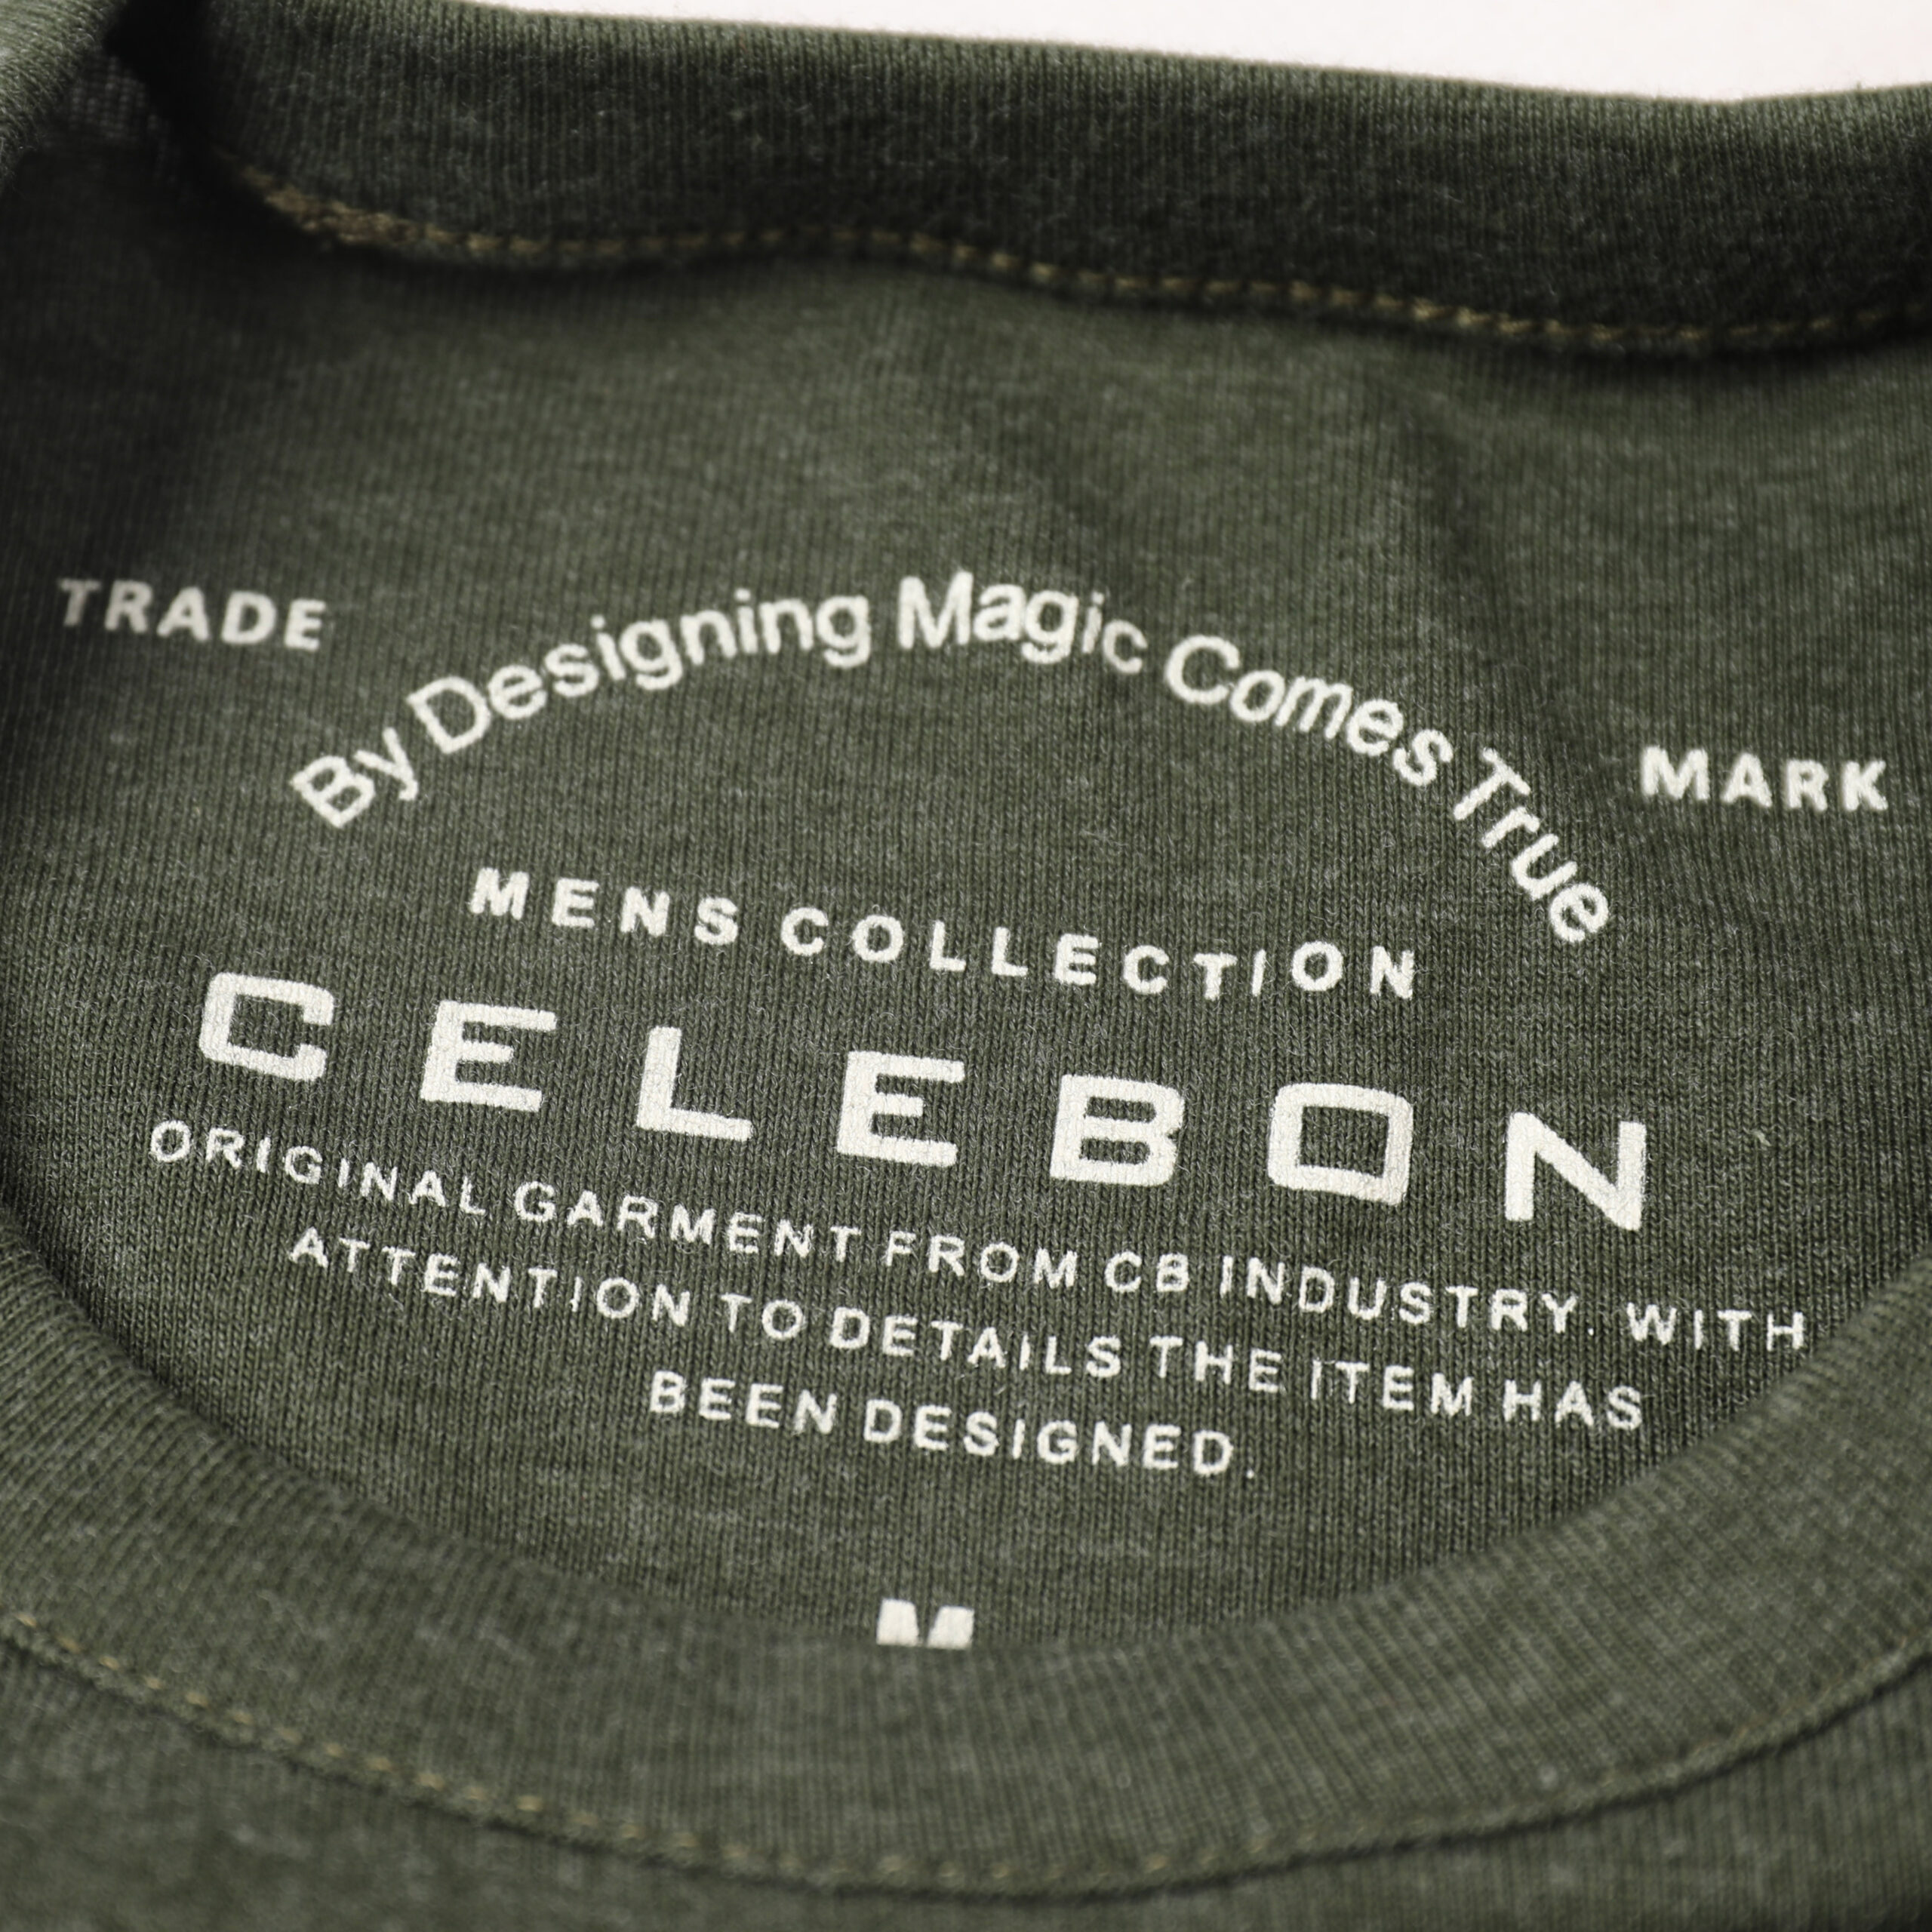 TRADE MARK
By Designing Magic Comes True
MENS COLLECTION
CELEBON
ORIGINAL GARMENT FROM CB INDUSTRY. WITH
ATTENTION TO DETAILS THE ITEM HAS
BEEN DESIGNED.
M